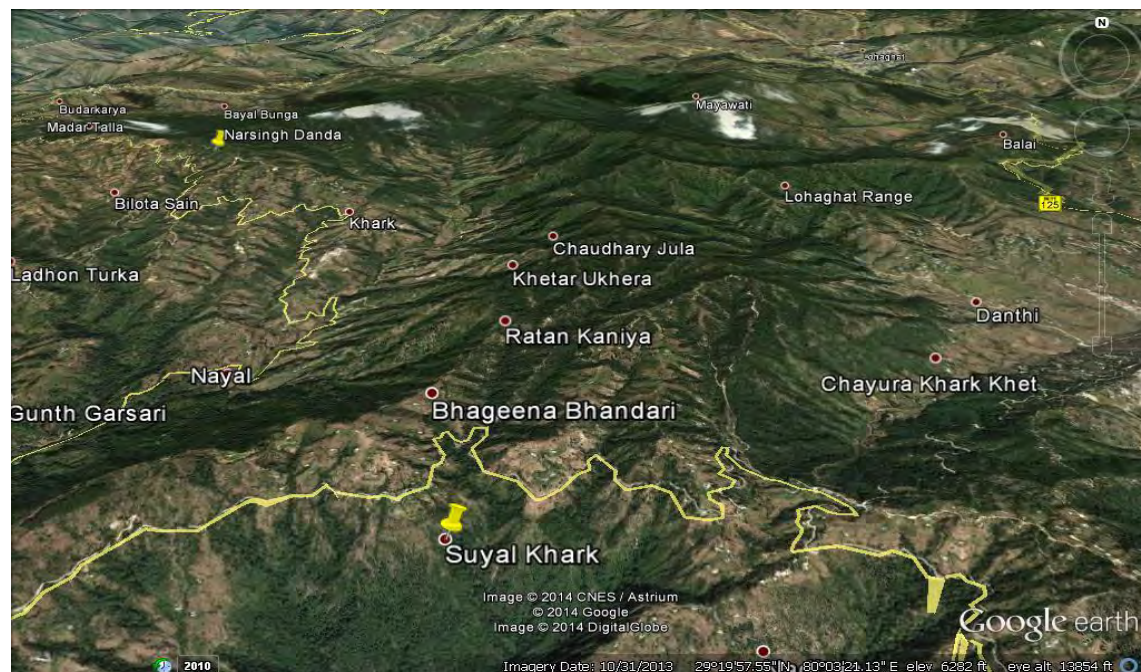 N
Lohaghat
Budarkarya
Bayal Bunga
Mayawati
Madar Talla
Narsingh Danda
Balai
Bilota Sain
Lohaghat Range
125
Khark
Chaudhary Jula
Ladhon Turka
Khetar Ukhera
Danthi
Ratan Kaniya
Nayal
Chayura Khark Khet
Gunth Garsari
Bhageena Bhandari
Suyal Khark
Image © 2014 CNES / Astrium
© 2014 Google
Image © 2014 DigitalGlobe
Google earth
2010
Imagery Date: 10/31/2013 29°19'57.55" N 80°03'21.13" E elev 6282 ft eye alt 13854 ft